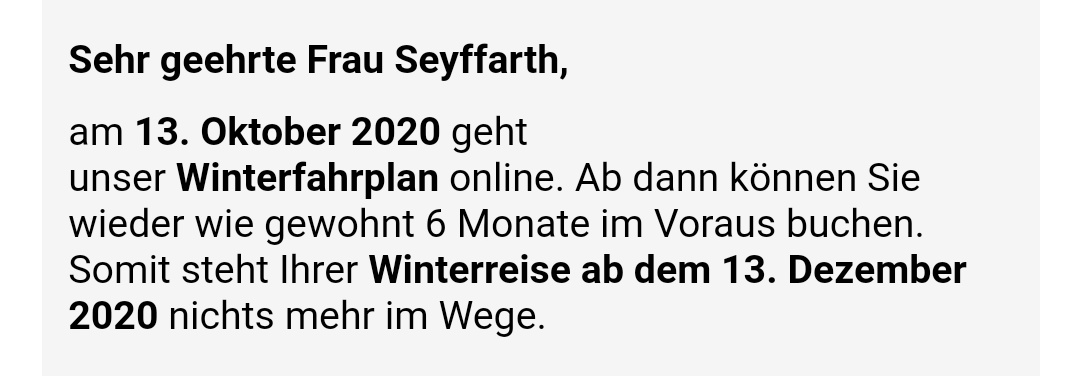 Sehr geehrte Frau Seyffarth,
am 13. Oktober 2020 geht
unser Winterfahrplan online. Ab dann können Sie
wieder wie gewohnt 6 Monate im Voraus buchen.
Somit steht Ihrer Winterreise ab dem 13. Dezember
2020 nichts mehr im Wege.